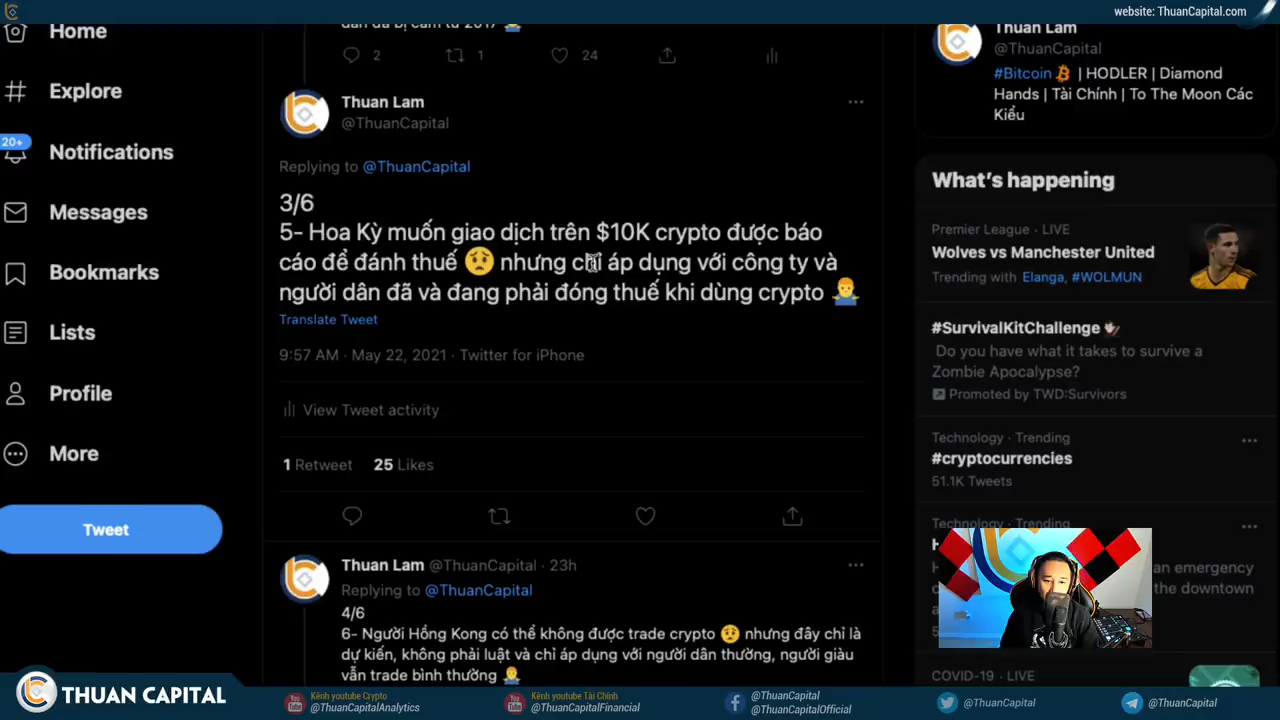 website: ThuanCapital.com
Home
Explore
20+
Notifications
Messages
Bookmarks
Lists
Profile
More
Tweet
2
1
24
Thuan Lam
@ThuanCapital
Replying to @ThuanCapital
3/6
5- Hoa Kỳ muốn giao dịch trên $10K crypto được báo
cáo để đánh thuế 😟 nhưng chỉ áp dụng với công ty và
người dân đã và đang phải đóng thuế khi dùng crypto 🤷‍♂️
Translate Tweet
9:57 AM · May 22, 2021 · Twitter for iPhone
View Tweet activity
1 Retweet 25 Likes
Thuan Lam @ThuanCapital · 23h
Replying to @ThuanCapital
4/6
6- Người Hồng Kong có thể không được trade crypto 😟 nhưng đây chỉ là
dự kiến, không phải luật và chỉ áp dụng với người dân thường, người giàu
vẫn trade bình thường 🤷‍♂️
Thuan Lam
@ThuanCapital
#Bitcoin | HODLER | Diamond
Hands | Tài Chính | To The Moon Các
Kiểu
What's happening
Premier League · LIVE
Wolves vs Manchester United
Trending with Elanga, #WOLMUN
#SurvivalKitChallenge
Do you have what it takes to survive a
Zombie Apocalypse?
Promoted by TWD:Survivors
Technology · Trending
#cryptocurrencies
51.1K Tweets
Technology · Trending
an emergency
the downtown
COVID-19 · LIVE
THUAN CAPITAL
Kênh youtube Crypto
@ThuanCapitalAnalytics
Kênh youtube Tài Chính
@ThuanCapitalFinancial
@ThuanCapital
@ThuanCapitalOfficial
@ThuanCapital
@ThuanCapital